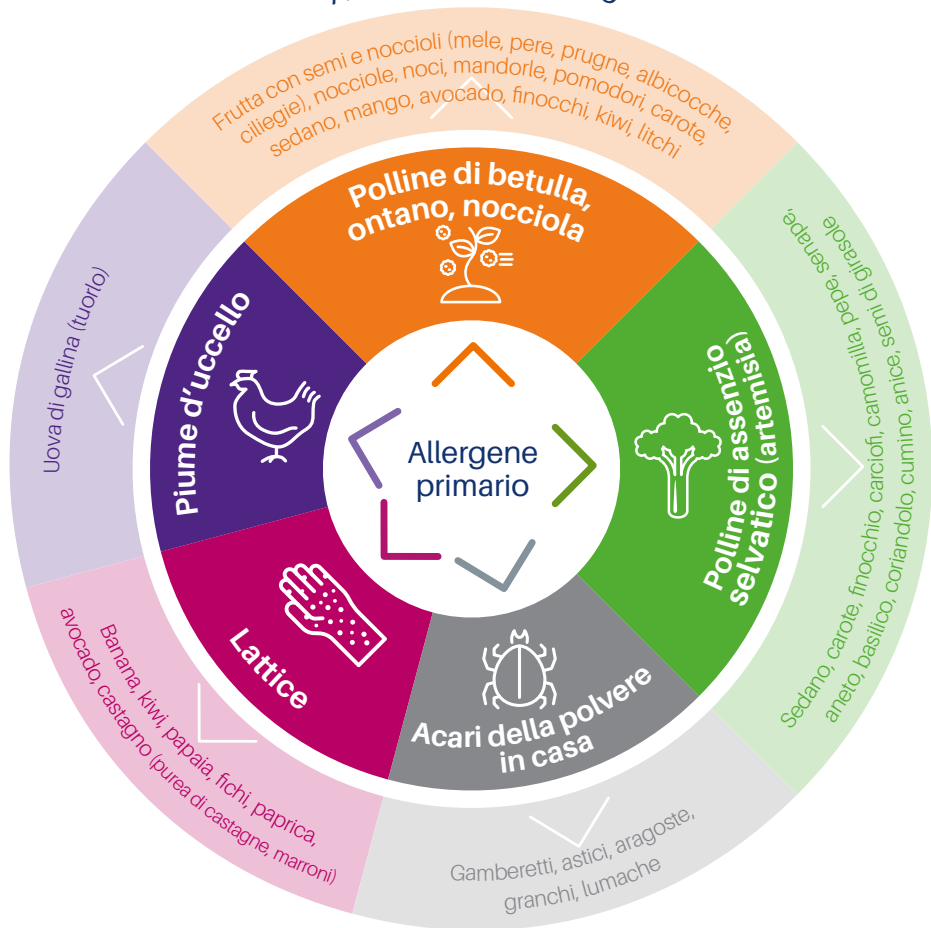 Frutta con semi e noccioli (mele, pere, prugne, albicocche,
ciliegie), nocciole, noci, mandorle, pomodori, carote,
sedano, mango, avocado, finocchi, kiwi, litchi
Polline di betulla,
ontano, nocciola
Sedano, carote, finocchio, carciofi, camomilla, pepe, senape,
aneto, basilico, coriandolo, cumino, anice, semi di girasole
Polline di assenzio
selvatico (artemisia)
Gamberetti, astici, aragoste,
granchi, lumache
Acari della polvere
in casa
Banana, kiwi, papaia, fichi, paprica,
avocado, castagno (purea di castagne, marroni)
Lattice
Uova di gallina (tuorlo)
Piume d'uccello
Allergene
primario